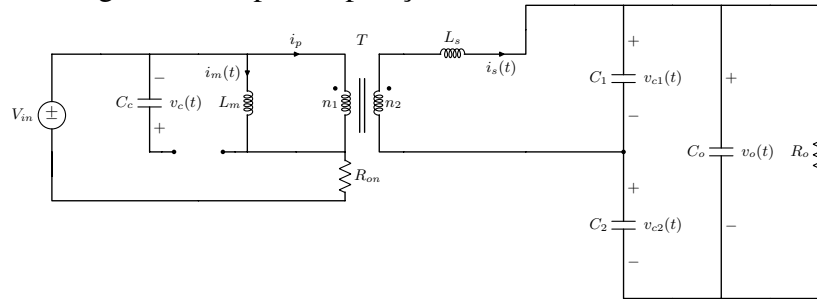 i_p
T
L_s
i_m(t)
i_s(t)
C_c
−
v_c(t)
+
L_m
n_1
n_2
V_in
±
R_on
C_1
+
v_c1(t)
−
C_2
+
v_c2(t)
−
C_o
+
v_o(t)
−
R_o